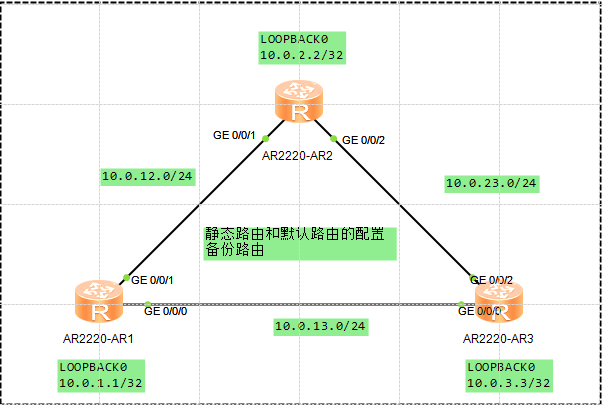 LOOPBACK0
10.0.2.2/32
R
GE 0/0/1
GE 0/0/2
AR2220-AR2
10.0.12.0/24
10.0.23.0/24
静态路由和默认路由的配置
备份路由
GE 0/0/1
GE 0/0/2
R
GE 0/0/0
GE 0/0/0
R
10.0.13.0/24
AR2220-AR1
AR2220-AR3
LOOPBACK0
10.0.1.1/32
LOOPBACK0
10.0.3.3/32